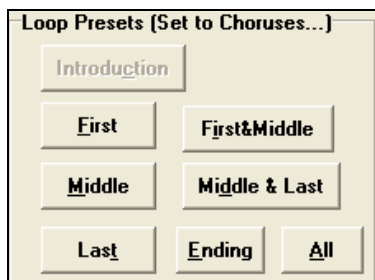 Loop Presets (Set to Choruses...)
Introduction
First
First&Middle
Middle
Middle & Last
Last
Ending
All